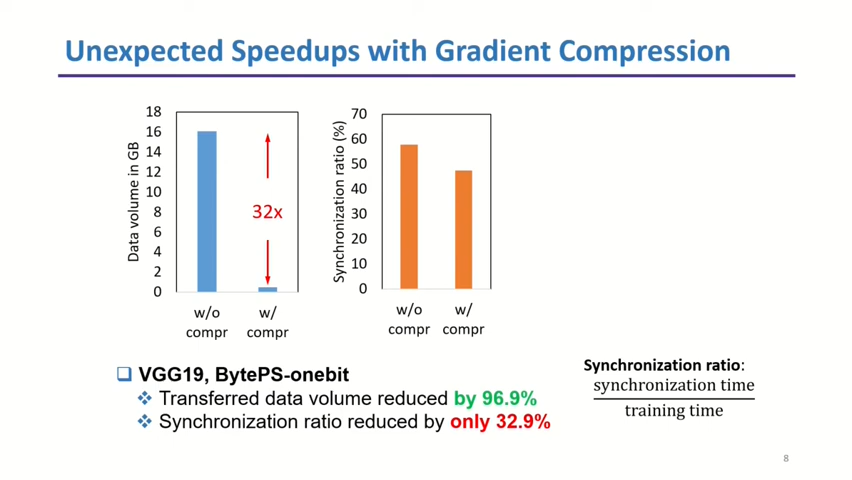 Unexpected Speedups with Gradient Compression
Data volume in GB
18
16
14
12
10
8
6
4
2
0
32x
w/o compr
w/ compr
Synchronization ratio (%)
70
60
50
40
30
20
10
0
w/o compr
w/ compr
VGG19, BytePS-onebit
Transferred data volume reduced by 96.9%
Synchronization ratio reduced by only 32.9%
Synchronization ratio:
synchronization time
training time
8